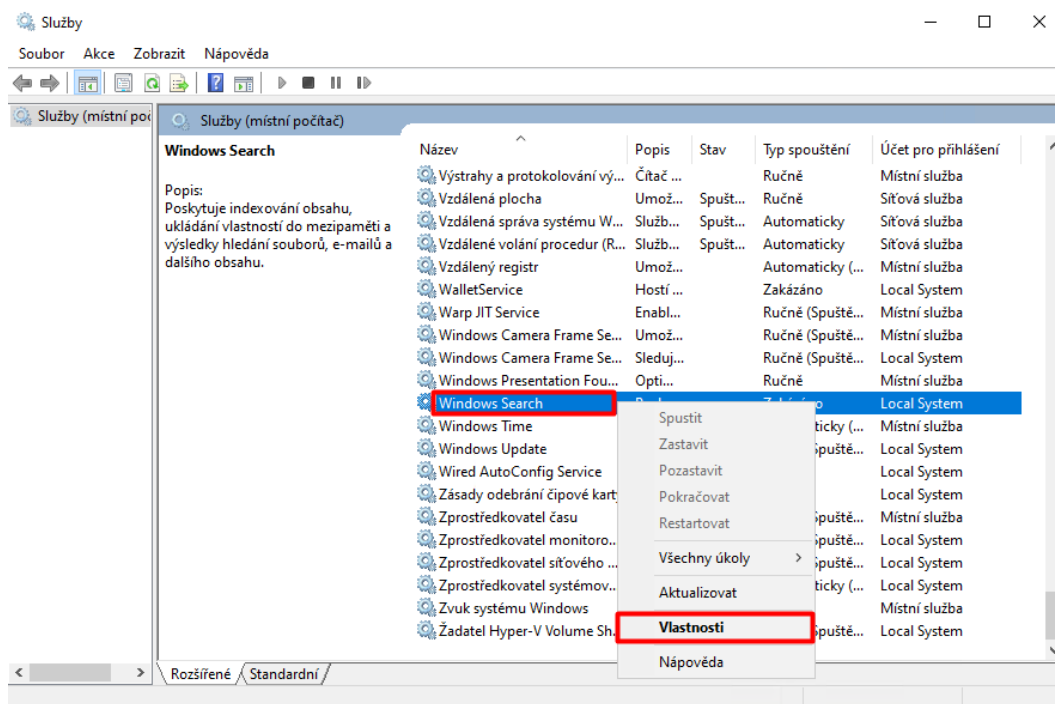 Služby
Soubor Akce Zobrazit Nápověda
Služby (místní poč
Služby (místní počítač)
Windows Search
Popis:
Poskytuje indexování obsahu,
ukládání vlastností do mezipaměti a
výsledky hledání souborů, e-mailů a
dalšího obsahu.
Název Popis Stav Typ spouštění Účet pro přihlášení
Výstrahy a protokolování vý... Čítač ... Ručně Místní služba
Vzdálená plocha Umož... Spušt... Ručně Síťová služba
Vzdálená správa systému W... Služb... Spušt... Automaticky Síťová služba
Vzdálené volání procedur (R... Služb... Spušt... Automaticky Síťová služba
Vzdálený registr Umož... Automaticky (... Místní služba
WalletService Hostí ... Zakázáno Local System
Warp JIT Service Enabl... Ručně (Spuště... Místní služba
Windows Camera Frame Se... Umož... Ručně (Spuště... Místní služba
Windows Camera Frame Se... Sleduj... Ručně (Spuště... Local System
Windows Presentation Fou... Opti... Ručně Místní služba
Windows Search Local System
Windows Time ticky (... Místní služba
Windows Update Spuště... Local System
Wired AutoConfig Service Local System
Zásady odebrání čipové kart Local System
Zprostředkovatel času Spuště... Místní služba
Zprostředkovatel monitoro... Spuště... Local System
Zprostředkovatel síťového ... Spuště... Local System
Zprostředkovatel systémov... ticky (... Local System
Zvuk systému Windows Místní služba
Žadatel Hyper-V Volume Sh... Spuště... Local System
Spustit
Zastavit
Pozastavit
Pokračovat
Restartovat
Všechny úkoly
Aktualizovat
Vlastnosti
Nápověda
Rozšířené Standardní